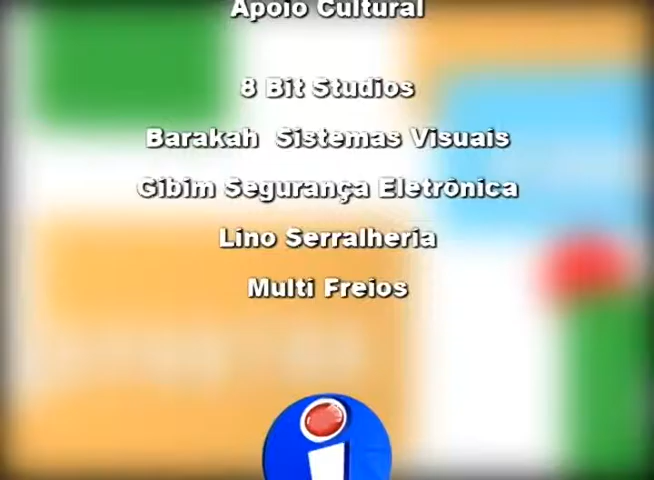 Apoio Cultural
8 Bit Studios
Barakah Sistemas Visuais
Gibim Segurança Eletrônica
Lino Serralheria
Multi Freios
i